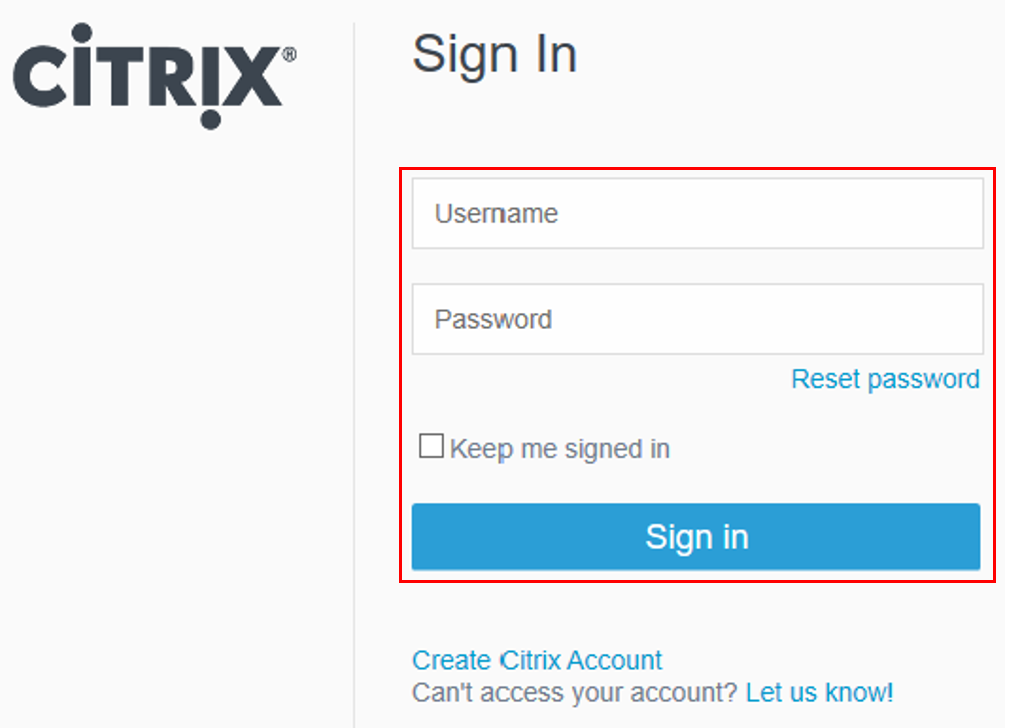 CITRIX®
Sign In
Username
Password
Reset password
Keep me signed in
Sign in
Create Citrix Account
Can't access your account? Let us know!